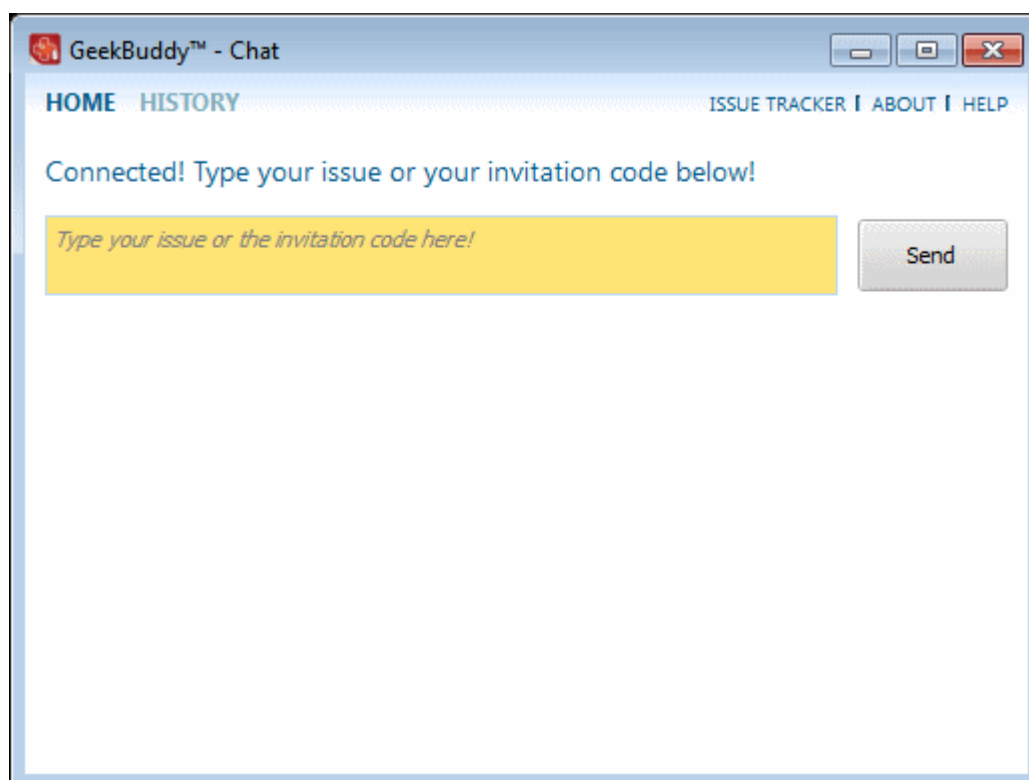 GeekBuddy™ - Chat
HOME HISTORY ISSUE TRACKER | ABOUT | HELP
Connected! Type your issue or your invitation code below!
Type your issue or the invitation code here!
Send